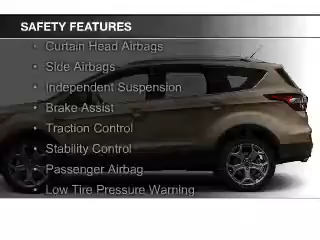 SAFETY FEATURES
• Curtain Head Airbags
• Side Airbags
• Independent Suspension
• Brake Assist
• Traction Control
• Stability Control
• Passenger Airbag
• Low Tire Pressure Warning